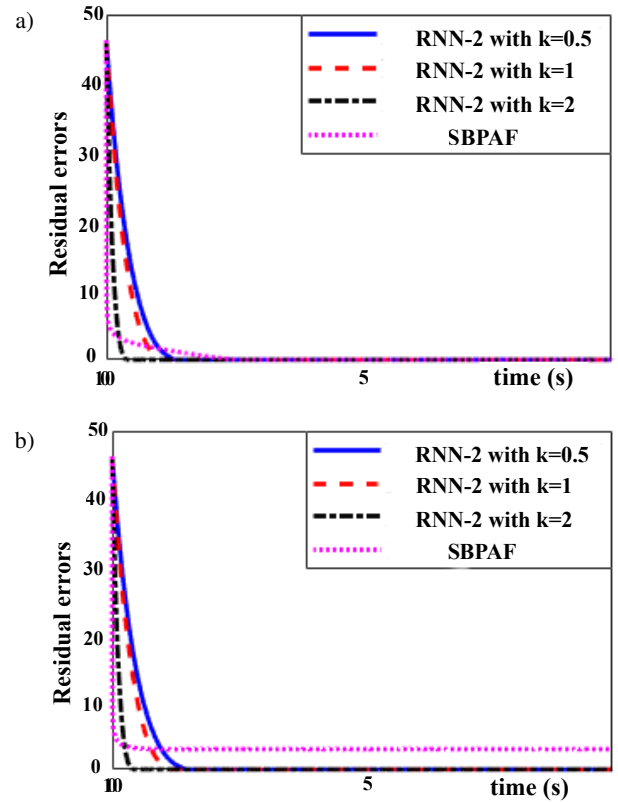 a)
50
40
30
20
10
0
Residual errors
RNN-2 with k=0.5
RNN-2 with k=1
RNN-2 with k=2
SBPAF
5
time (s)
b)
50
40
30
20
10
0
Residual errors
RNN-2 with k=0.5
RNN-2 with k=1
RNN-2 with k=2
SBPAF
5
time (s)